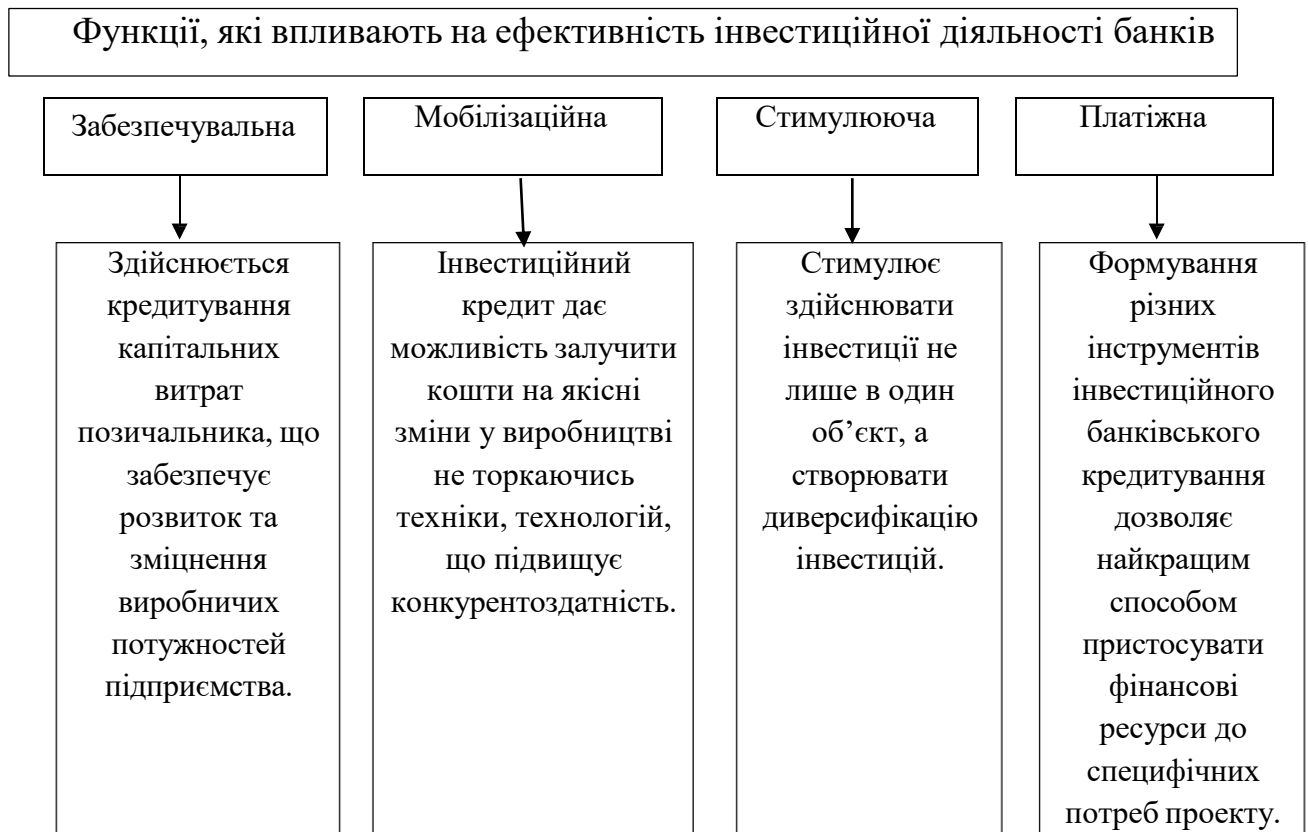 Функції, які впливають на ефективність інвестиційної діяльності банків
Забезпечувальна
Мобілізаційна
Стимулююча
Платіжна
Здійснюється
кредитування
капітальних
витрат
позичальника, що
забезпечує
розвиток та
зміцнення
виробничих
потужностей
підприємства.
Інвестиційний
кредит дає
можливість залучити
кошти на якісні
зміни у виробництві
не торкаючись
техніки, технологій,
що підвищує
конкурентоздатність.
Стимулює
здійснювати
інвестиції не
лише в один
об’єкт, а
створювати
диверсифікацію
інвестицій.
Формування
різних
інструментів
інвестиційного
банківського
кредитування
дозволяє
найкращим
способом
пристосувати
фінансові
ресурси до
специфічних
потреб проекту.